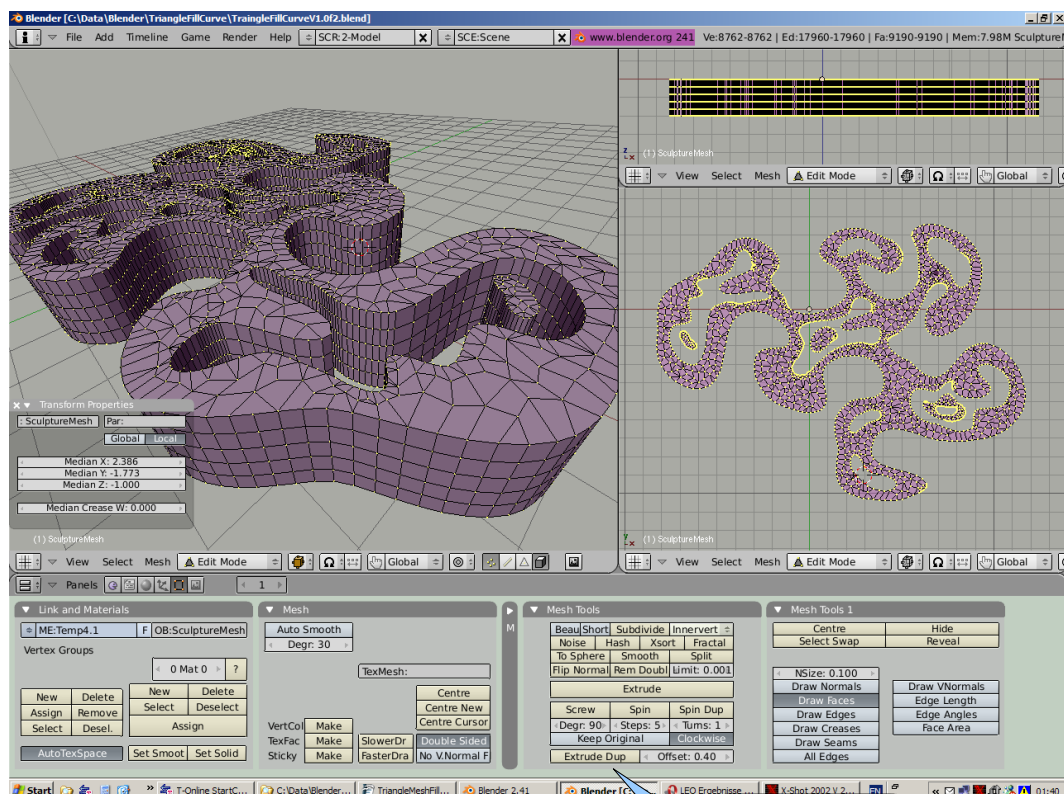 Blender [C:\Data\Blender\TriangleFillCurve\TraingleFillCurveV1.0f2.blend]
File Add Timeline Game Render Help SCR:2-Model X SCE:Scene X www.blender.org 241 Ve:8762-8762 | Ed:17960-17960 | Fa:9190-9190 | Mem:7.98M Sculpture
(1) SculptureMesh
View Select Mesh Edit Mode Global
Transform Properties
: SculptureMesh Par:
Global Local
Median X: 2.386
Median Y: -1.773
Median Z: -1.000
Median Crease W: 0.000
(1) SculptureMesh
(1) SculptureMesh
View Select Mesh Edit Mode Global
View Select Mesh Edit Mode Global
Panels 1
Link and Materials
ME:Temp4.1 F OB:SculptureMesh
Vertex Groups
0 Mat 0 ?
New Delete
Assign Remove
Select Desel.
New Delete
Select Deselect
Assign
AutoTexSpace Set Smoot Set Solid
Mesh
Auto Smooth
Degr: 30
TexMesh:
Centre
Centre New
Centre Cursor
VertCol Make
TexFac Make SlowerDr Double Sided
Sticky Make FasterDra No V.Normal F
M
Mesh Tools
Beau Short Subdivide Innervert
Noise Hash Xsort Fractal
To Sphere Smooth Split
Flip Normal Rem Doubl Limit: 0.001
Extrude
Screw Spin Spin Dup
Degr: 90 Steps: 5 Turns: 1
Keep Original Clockwise
Extrude Dup Offset: 0.40
Mesh Tools 1
Centre Hide
Select Swap Reveal
NSize: 0.100
Draw Normals
Draw Faces
Draw Edges
Draw Creases
Draw Seams
All Edges
Draw VNormals
Edge Length
Edge Angles
Face Area
Start » T-Online StartC... C:\Data\Blender... TriangleMeshFill... Blender 2.41 Blender [C:... LEO Ergebnisse ... X-Shot 2002 V 2... EN « 01:40